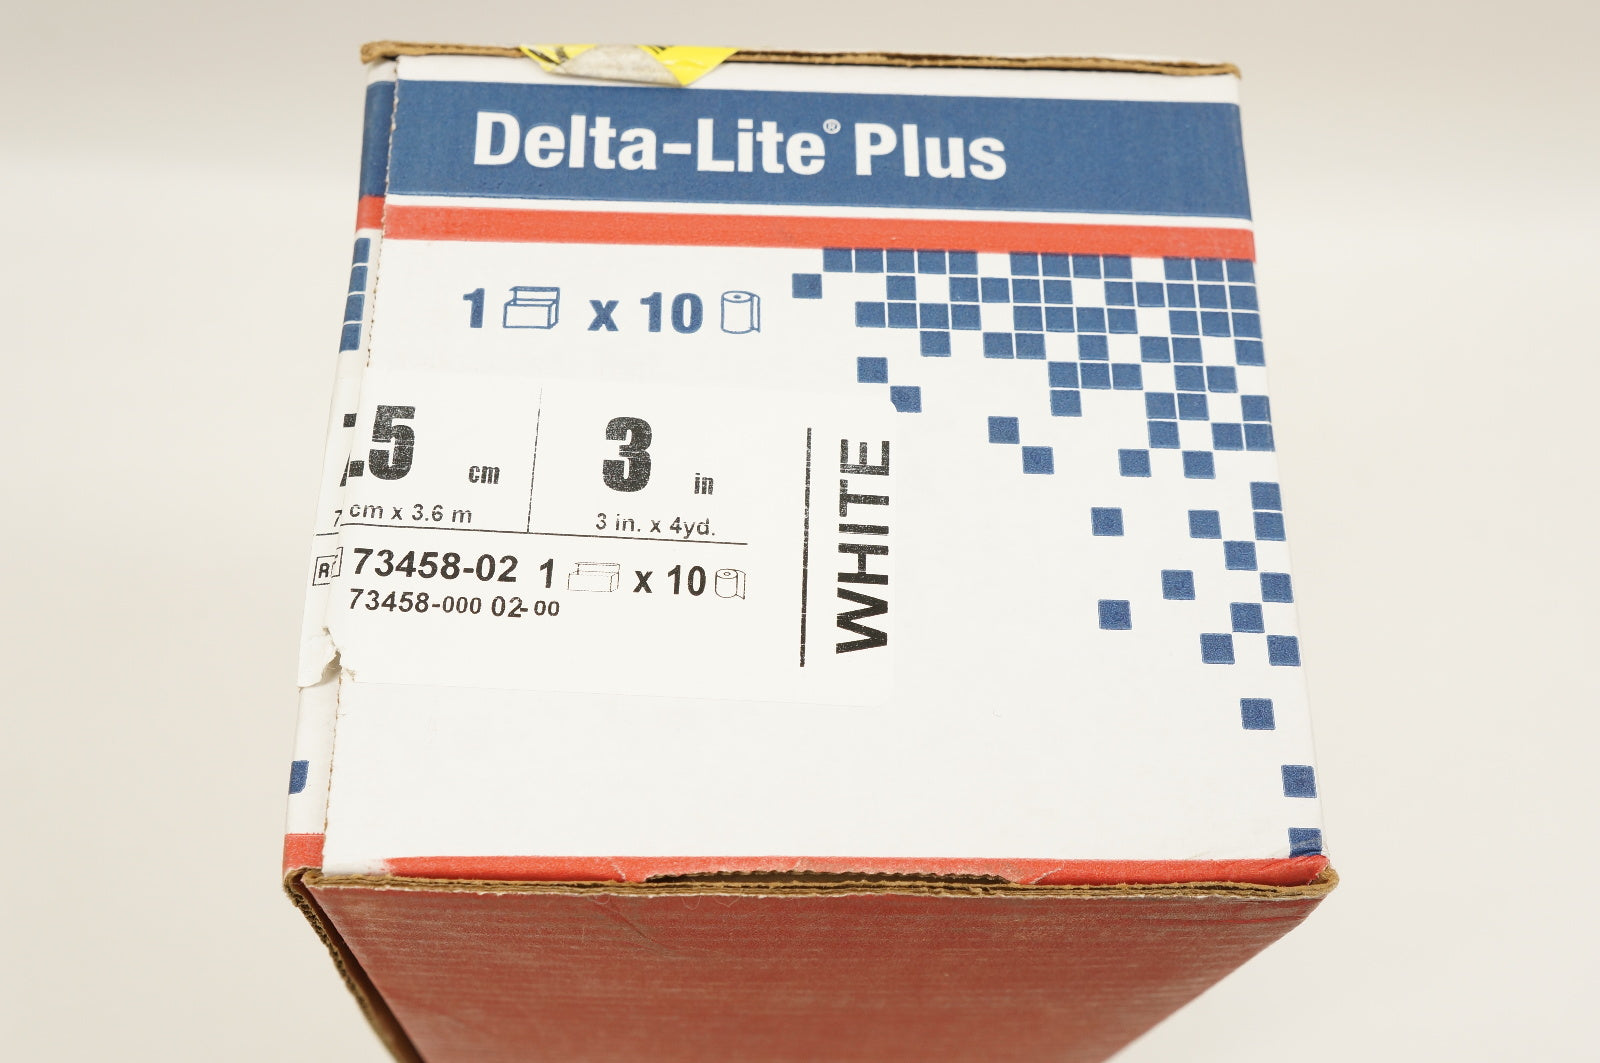 Delta-Lite® Plus
1 x 10
.5 cm 3 in
7 cm x 3.6 m 3 in. x 4yd.
73458-02 1 x 10
73458-000 02-00
WHITE